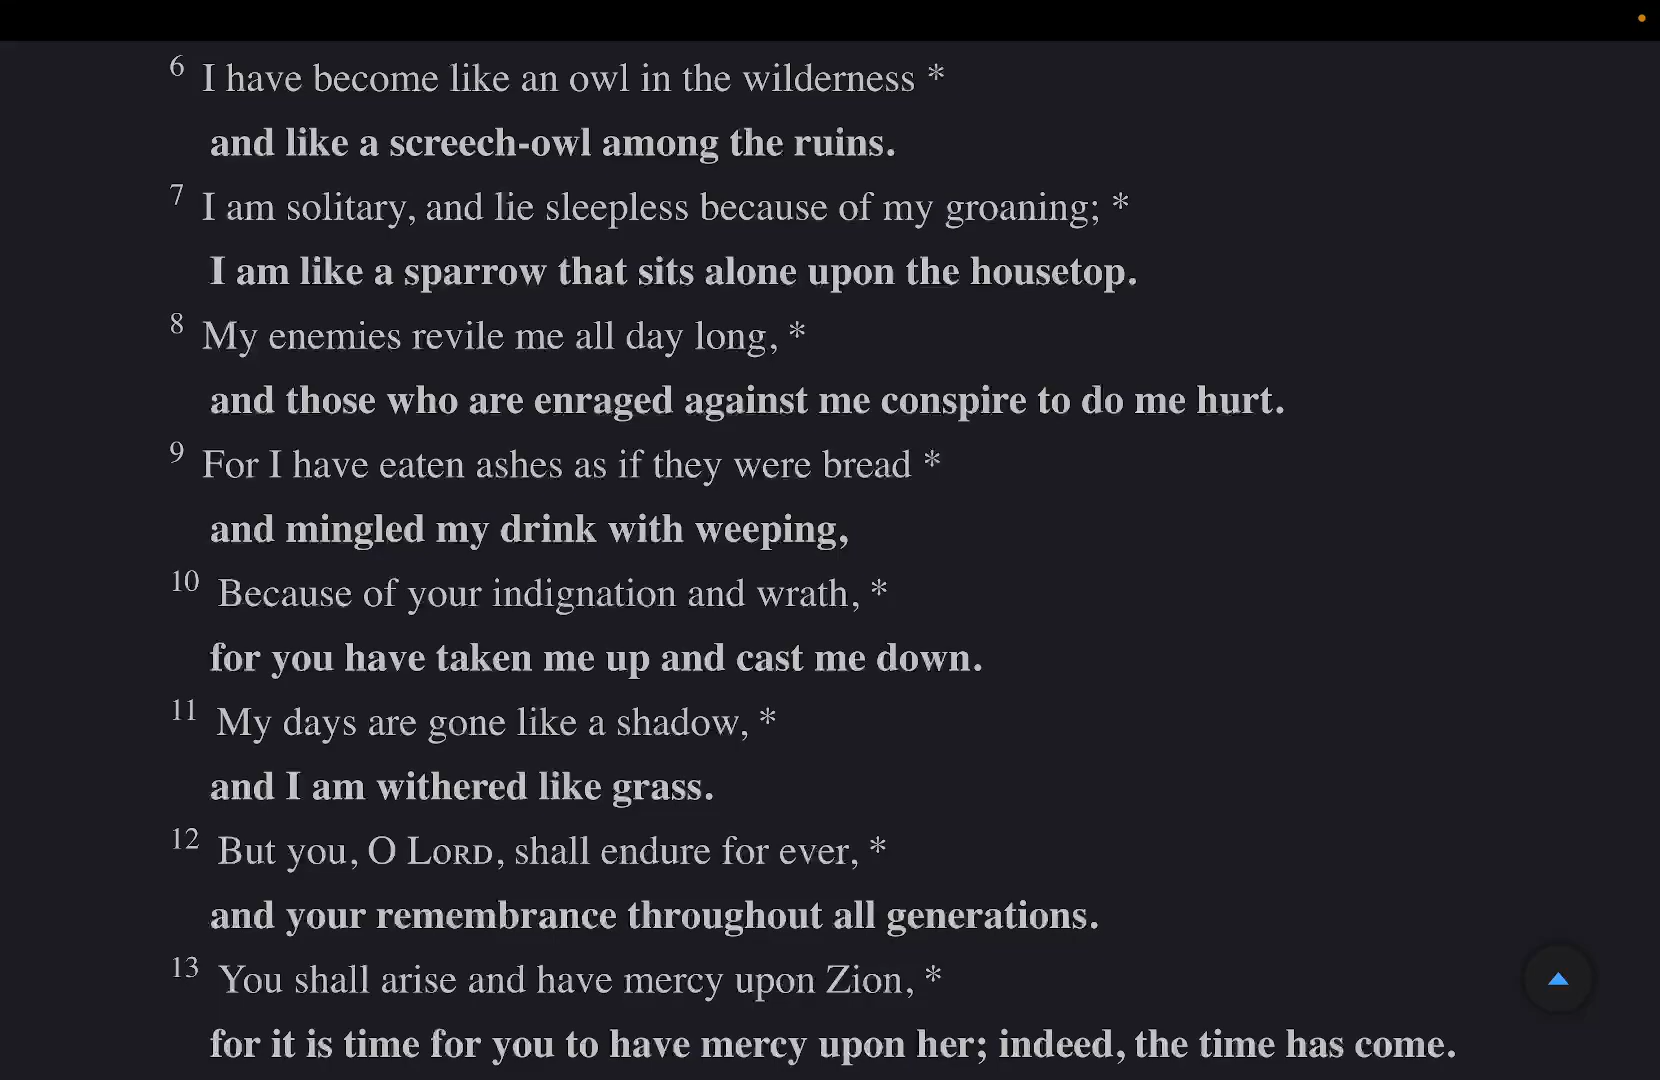 6 I have become like an owl in the wilderness *
and like a screech-owl among the ruins.
7 I am solitary, and lie sleepless because of my groaning; *
I am like a sparrow that sits alone upon the housetop.
8 My enemies revile me all day long, *
and those who are enraged against me conspire to do me hurt.
9 For I have eaten ashes as if they were bread *
and mingled my drink with weeping,
10 Because of your indignation and wrath, *
for you have taken me up and cast me down.
11 My days are gone like a shadow, *
and I am withered like grass.
12 But you, O LORD, shall endure for ever, *
and your remembrance throughout all generations.
13 You shall arise and have mercy upon Zion, *
for it is time for you to have mercy upon her; indeed, the time has come.